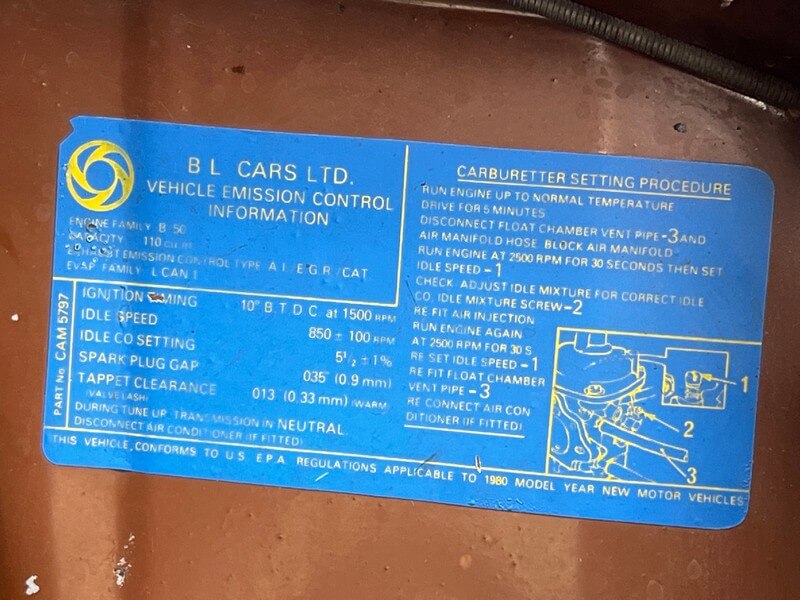 B L CARS LTD.
VEHICLE EMISSION CONTROL
INFORMATION
ENGINE FAMILY B 50
CAPACITY 110 CU. IN.
EXHAUST EMISSION CONTROL TYPE A I / E G R / CAT
EVAP FAMILY L CAN 1
PART No. CAM 5797
IGNITION TIMING 10° B. T. D. C. at 1500 RPM
IDLE SPEED 850 ± 100 RPM
IDLE CO SETTING 5½ ± 1%
SPARK PLUG GAP 035" (0.9 mm)
TAPPET CLEARANCE 013 (0.33 mm) (WARM)
(VALVE LASH)
DURING TUNE UP, TRANSMISSION IN NEUTRAL
DISCONNECT AIR CONDITIONER (IF FITTED)
CARBURETTER SETTING PROCEDURE
RUN ENGINE UP TO NORMAL TEMPERATURE
DRIVE FOR 5 MINUTES
DISCONNECT FLOAT CHAMBER VENT PIPE -3 AND
AIR MANIFOLD HOSE BLOCK AIR MANIFOLD
RUN ENGINE AT 2500 RPM FOR 30 SECONDS THEN SET
IDLE SPEED -1
CHECK ADJUST IDLE MIXTURE FOR CORRECT IDLE
CO. IDLE MIXTURE SCREW -2
RE FIT AIR INJECTION
RUN ENGINE AGAIN
AT 2500 RPM FOR 30 S
RE SET IDLE SPEED -1
RE FIT FLOAT CHAMBER
VENT PIPE -3
RE CONNECT AIR CON
DITIONER (IF FITTED)
1
2
3
THIS VEHICLE, CONFORMS TO U.S. E.P.A. REGULATIONS APPLICABLE TO 1980 MODEL YEAR NEW MOTOR VEHICLES